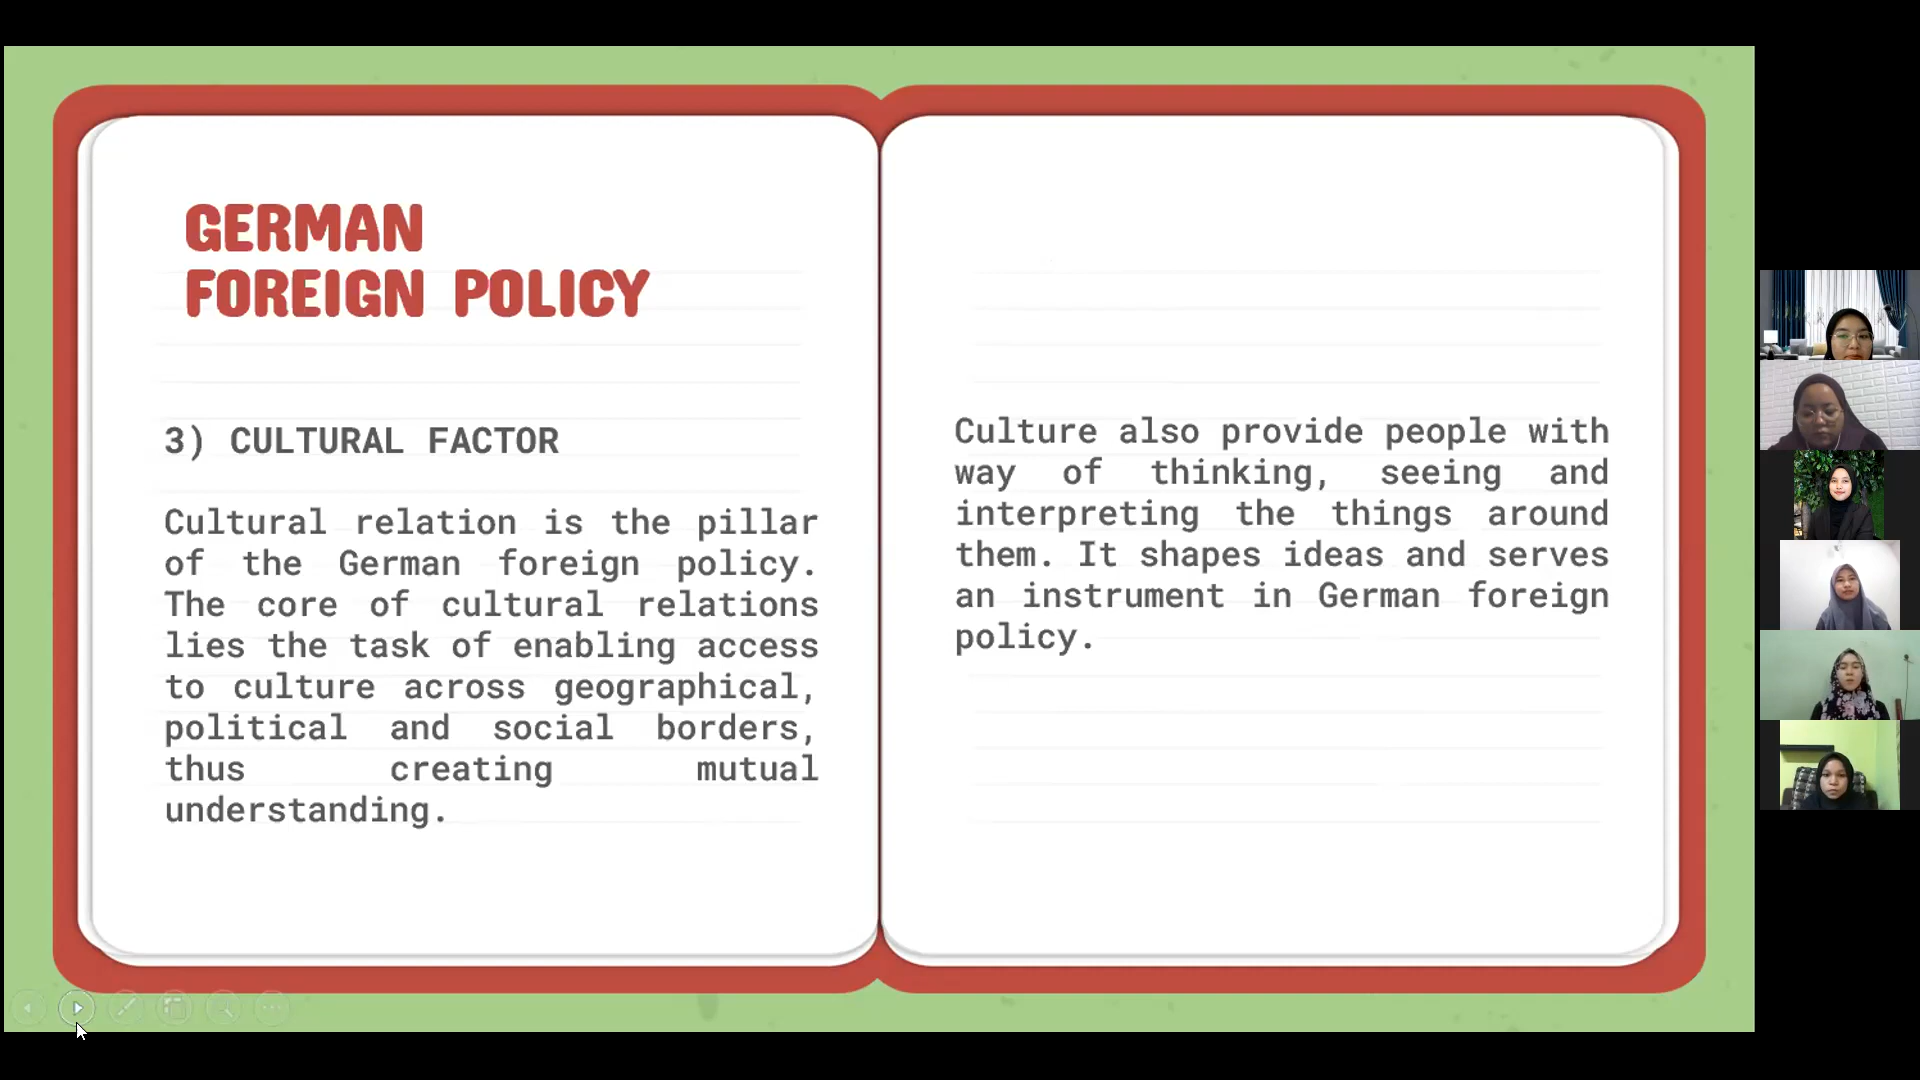 GERMAN
FOREIGN POLICY
3) CULTURAL FACTOR
Cultural relation is the pillar
of the German foreign policy.
The core of cultural relations
lies the task of enabling access
to culture across geographical,
political and social borders,
thus creating mutual
understanding.
Culture also provide people with
way of thinking, seeing and
interpreting the things around
them. It shapes ideas and serves
an instrument in German foreign
policy.